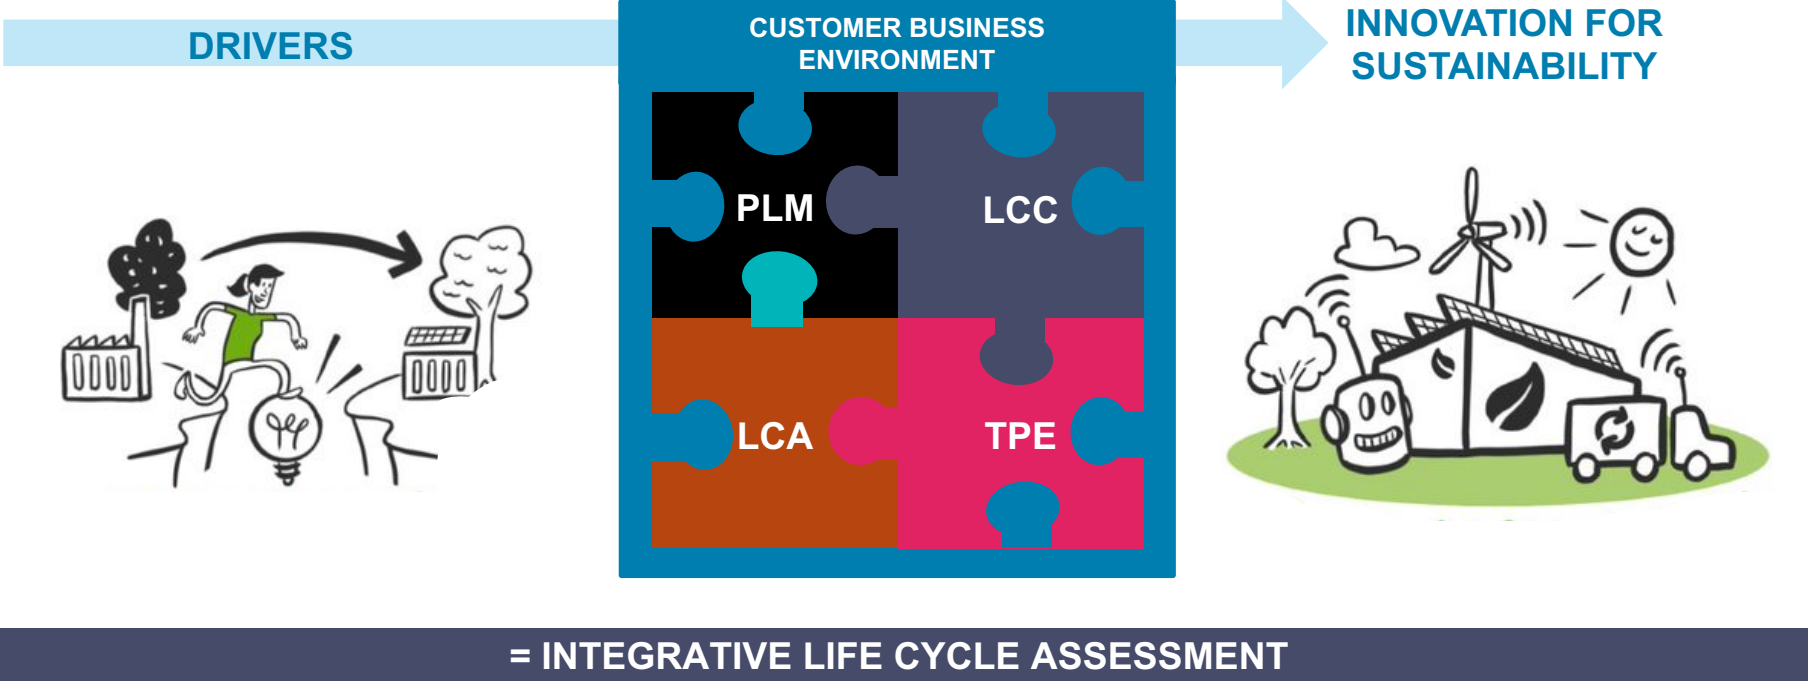 DRIVERS
CUSTOMER BUSINESS
ENVIRONMENT
INNOVATION FOR
SUSTAINABILITY
PLM
LCC
LCA
TPE
= INTEGRATIVE LIFE CYCLE ASSESSMENT